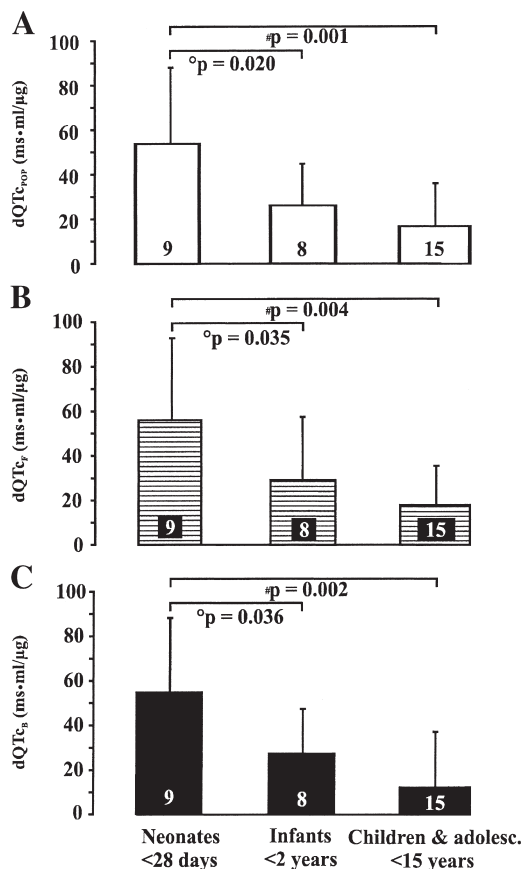 A
#p = 0.001
°p = 0.020
dQTcPOP (ms•ml/µg)
100
80
60
40
20
0
9
8
15
B
#p = 0.004
°p = 0.035
dQTcF (ms•ml/µg)
100
80
60
40
20
0
9
8
15
C
#p = 0.002
°p = 0.036
dQTcB (ms•ml/µg)
100
80
60
40
20
0
9
8
15
Neonates
<28 days
Infants
<2 years
Children & adolesc.
<15 years